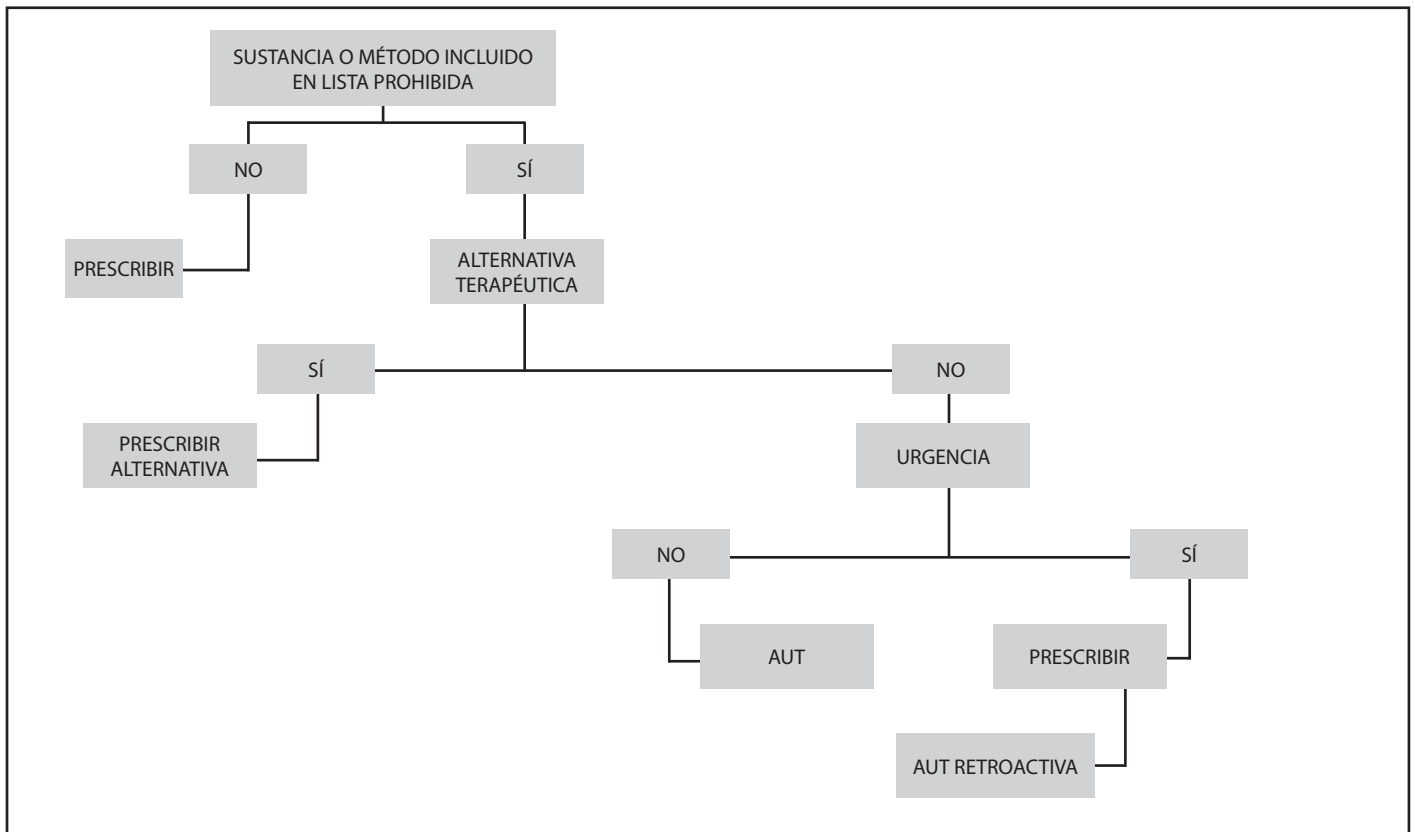 SUSTANCIA O MÉTODO INCLUIDO
EN LISTA PROHIBIDA
NO
SÍ
PRESCRIBIR
ALTERNATIVA
TERAPÉUTICA
SÍ
NO
PRESCRIBIR
ALTERNATIVA
URGENCIA
NO
SÍ
AUT
PRESCRIBIR
AUT RETROACTIVA